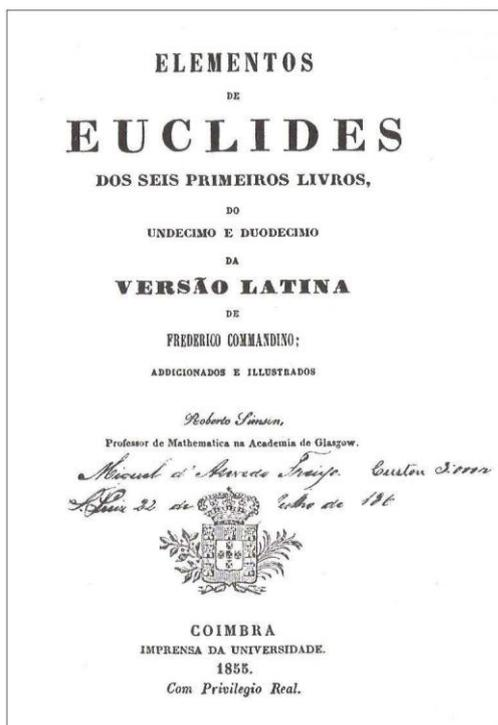 ELEMENTOS
DE
EUCLIDES
DOS SEIS PRIMEIROS LIVROS,
DO
UNDECIMO E DUODECIMO
DA
VERSÃO LATINA
DE
FREDERICO COMMANDINO;
ADDICIONADOS E ILLUSTRADOS
Roberto Simson,
Professor de Mathematica na Academia de Glasgow.
Miguel d'Azevedo
S. Luiz 22 de Julho de
COIMBRA
IMPRENSA DA UNIVERSIDADE.
1855.
Com Privilegio Real.